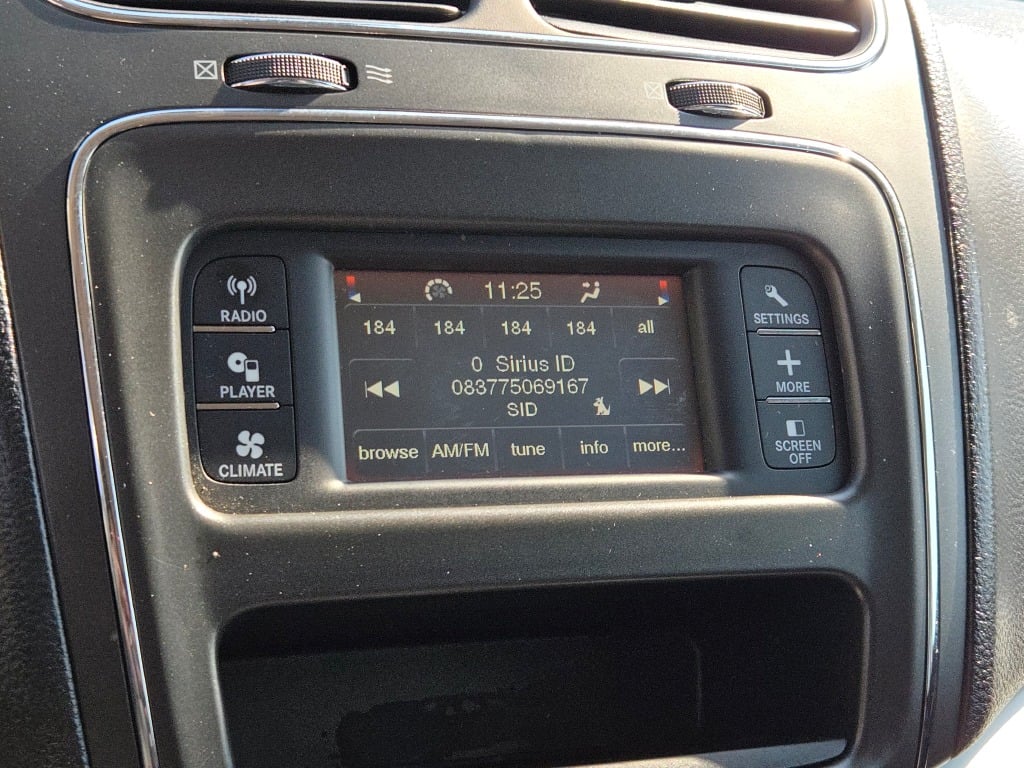 RADIO
PLAYER
CLIMATE
11:25
184 184 184 184 all
0 Sirius ID
083775069167
SID
browse AM/FM tune info more...
SETTINGS
MORE
SCREEN
OFF